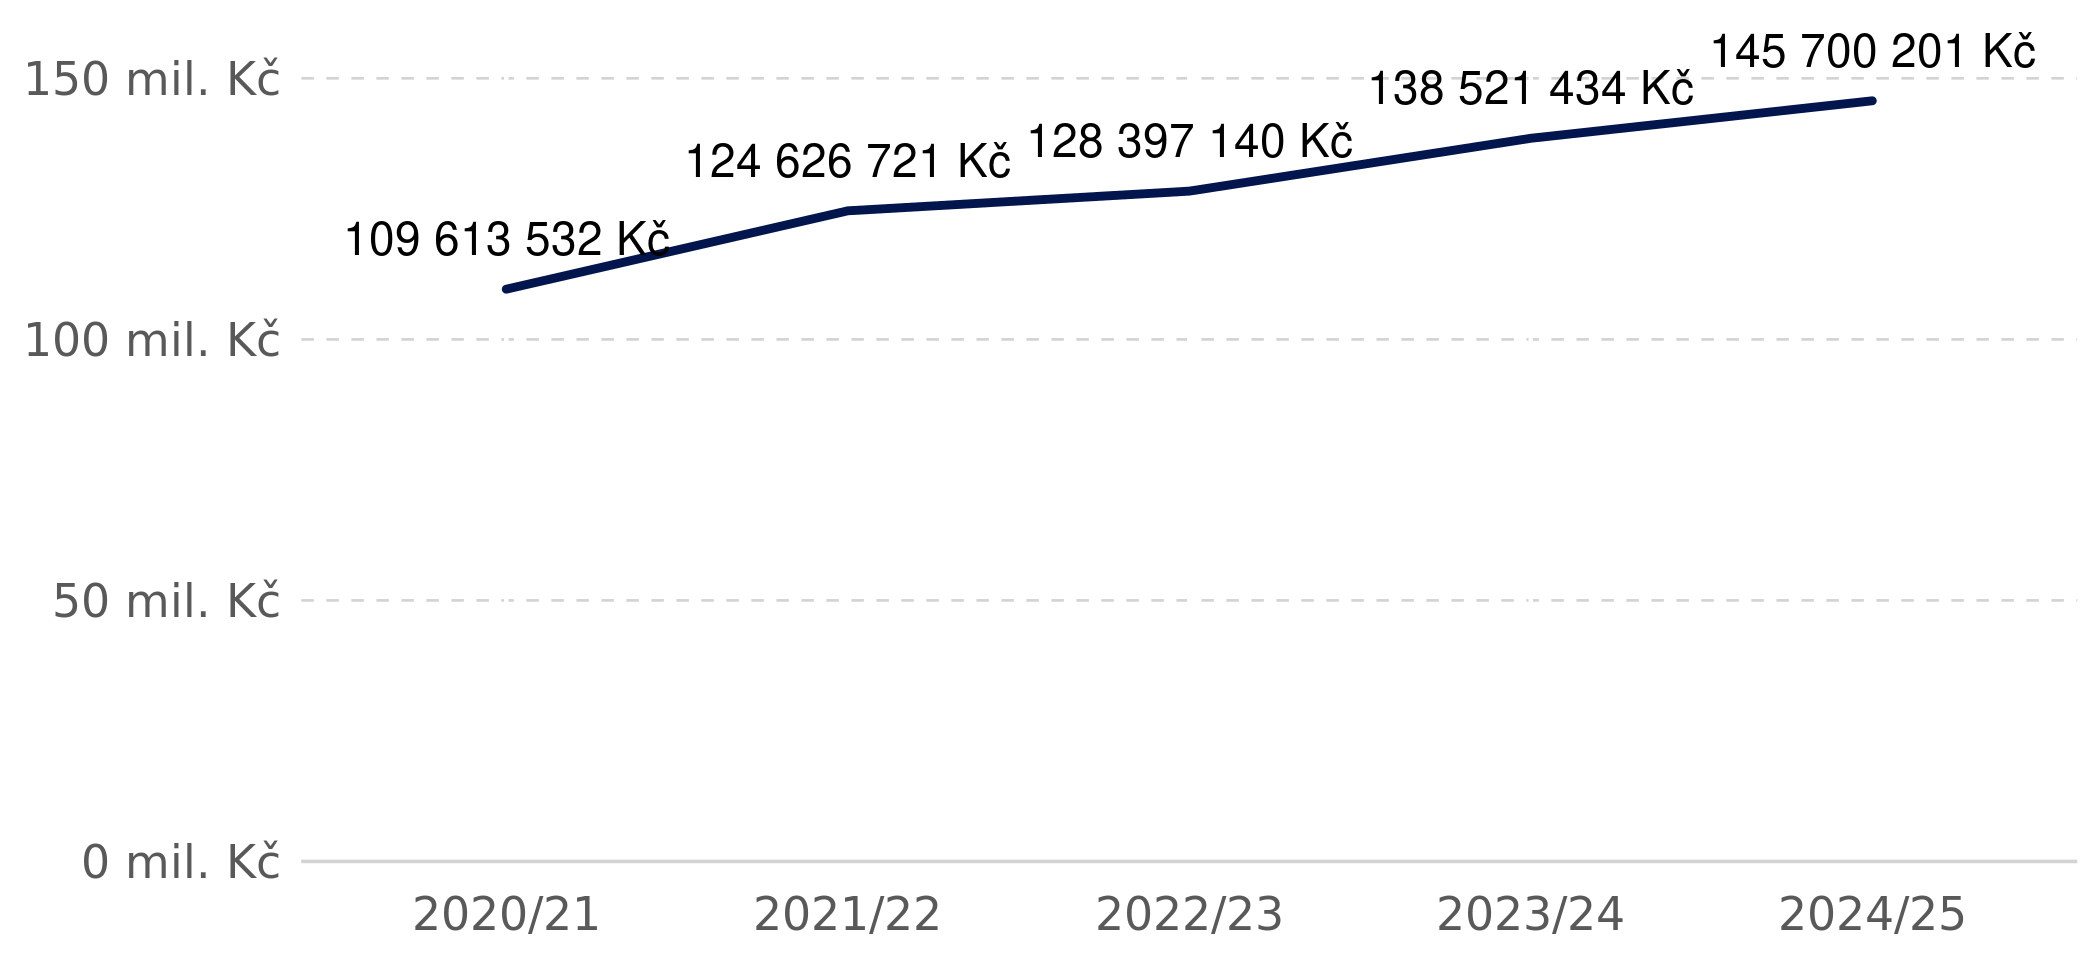 145 700 201 Kč
150 mil. Kč
138 521 434 Kč
128 397 140 Kč
124 626 721 Kč
109 613 532 Kč
100 mil. Kč
50 mil. Kč
0 mil. Kč
2020/21
2021/22
2022/23
2023/24
2024/25